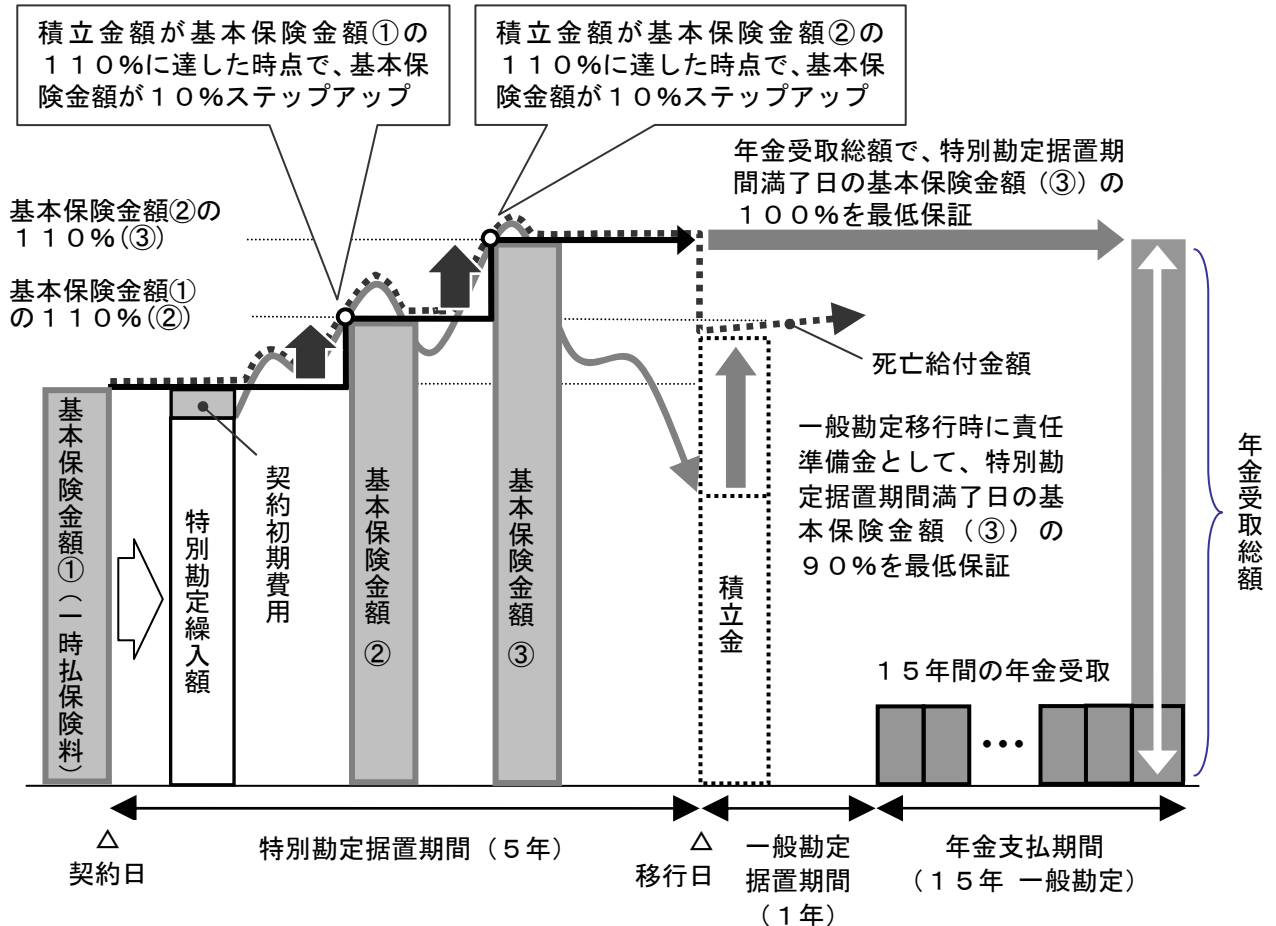 積立金額が基本保険金額①の
１１０%に達した時点で、基本保
険金額が１０%ステップアップ
積立金額が基本保険金額②の
１１０%に達した時点で、基本保
険金額が１０%ステップアップ
年金受取総額で、特別勘定据置期
間満了日の基本保険金額（③）の
１００%を最低保証
基本保険金額②の
１１０%(③)
基本保険金額①
の１１０%(②)
死亡給付金額
一般勘定移行時に責任
準備金として、特別勘
定据置期間満了日の基
本保険金額（③）の
９０%を最低保証
基本保険金額①（一時払保険料）
特別勘定繰入額
契約初期費用
基本保険金額②
基本保険金額③
積立金
年金受取総額
１５年間の年金受取
…
△
契約日
特別勘定据置期間（５年）
△
移行日
一般勘定
据置期間
（１年）
年金支払期間
（１５年 一般勘定）